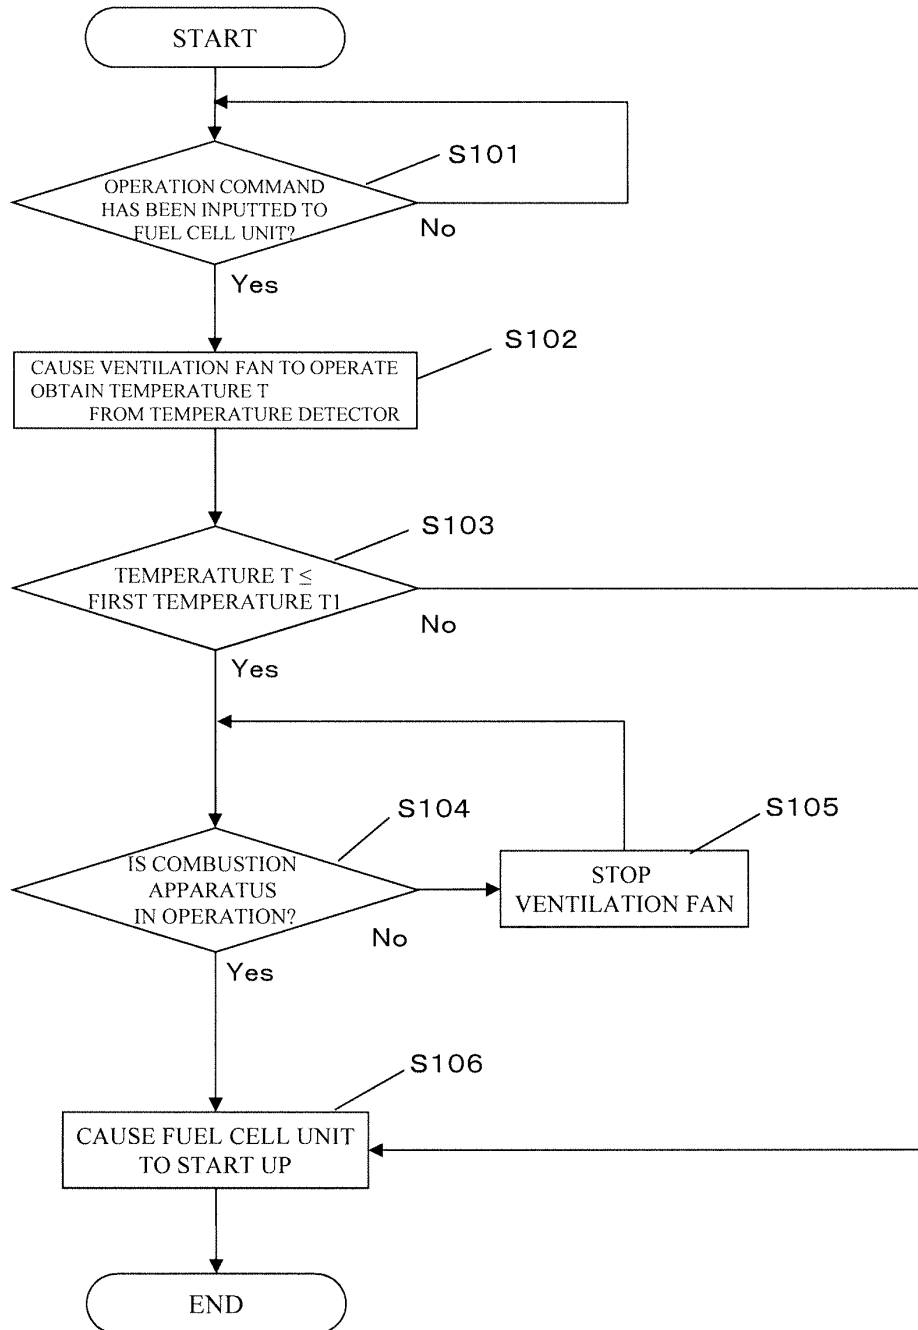 START
S101
OPERATION COMMAND
HAS BEEN INPUTTED TO
FUEL CELL UNIT?
No
Yes
S102
CAUSE VENTILATION FAN TO OPERATE
OBTAIN TEMPERATURE T
FROM TEMPERATURE DETECTOR
S103
TEMPERATURE T ≤
FIRST TEMPERATURE T1
No
Yes
S104
S105
IS COMBUSTION
APPARATUS
IN OPERATION?
STOP
VENTILATION FAN
No
Yes
S106
CAUSE FUEL CELL UNIT
TO START UP
END